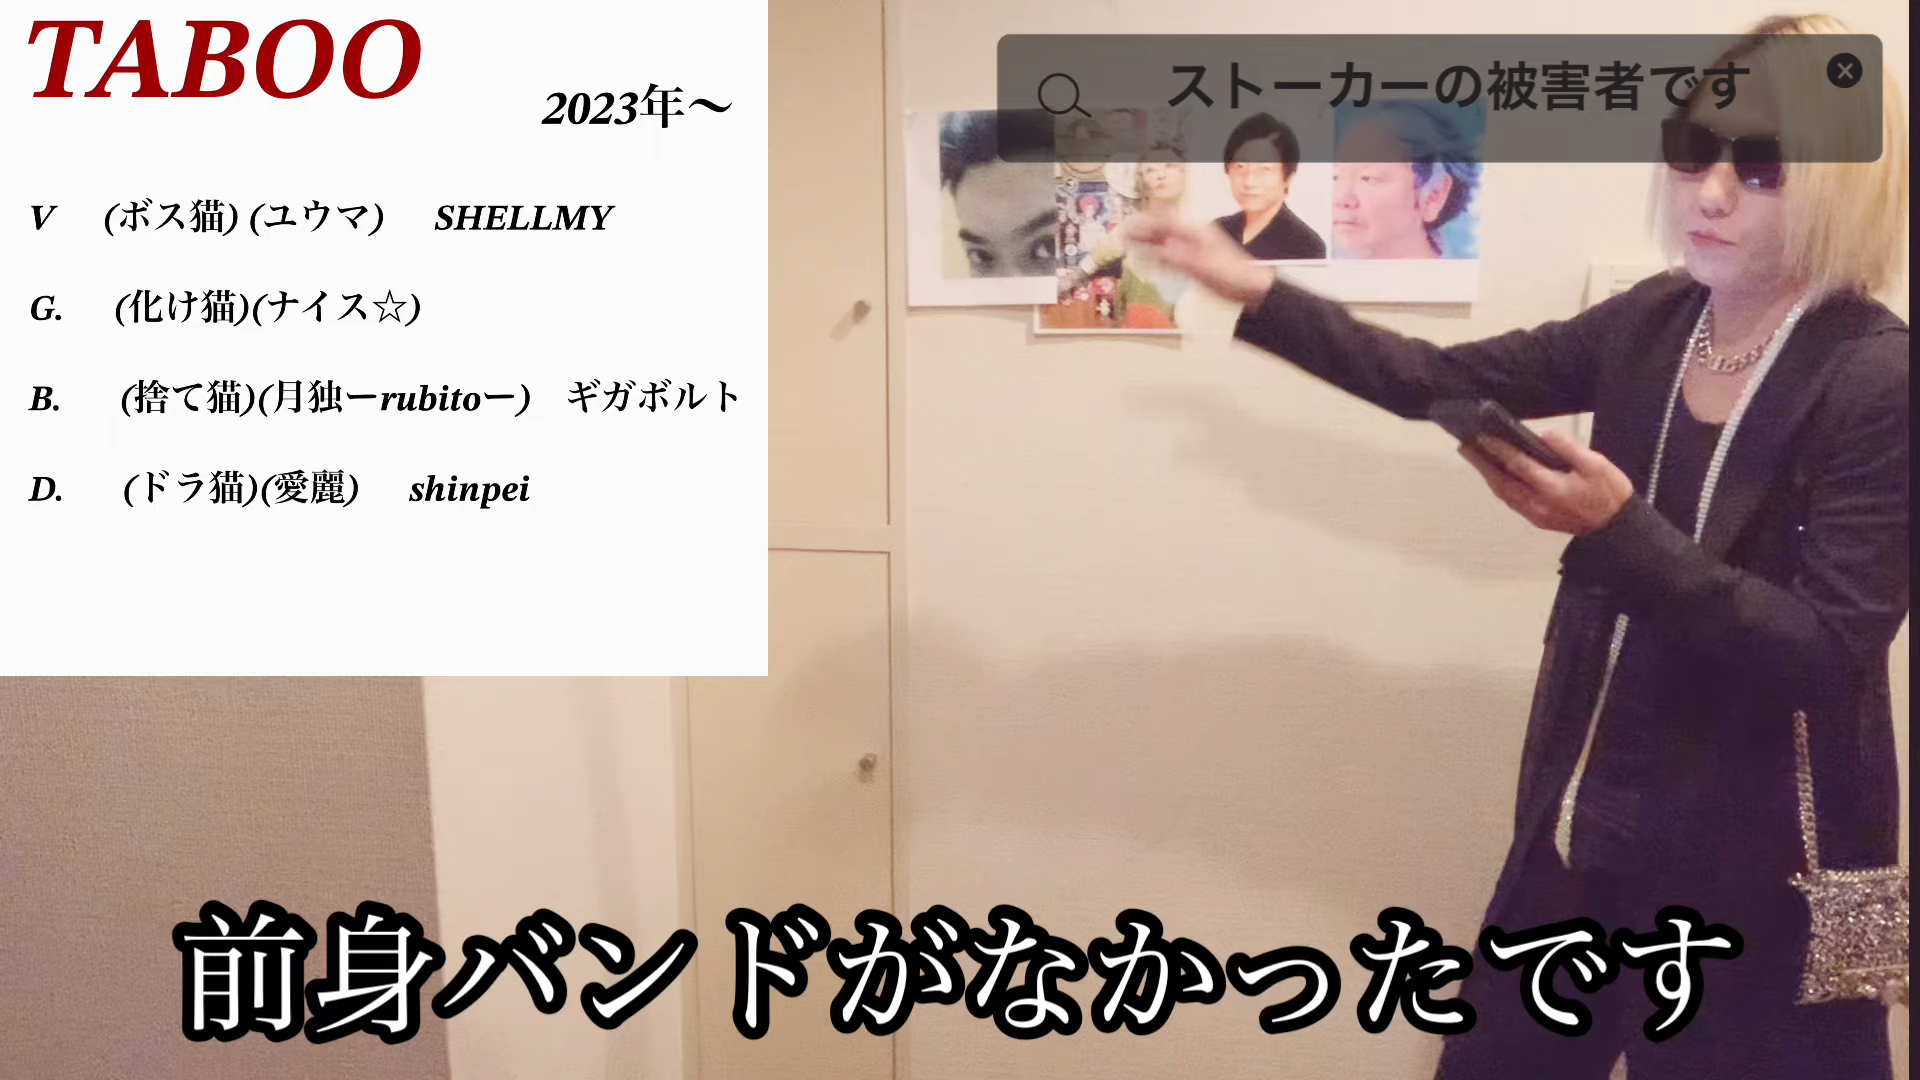 TABOO
2023年〜
V (ボス猫) (ユウマ) SHELLMY
G. (化け猫)(ナイス☆)
B. (捨て猫)(月独ーrubitoー) ギガボルト
D. (ドラ猫)(愛麗) shinpei
ストーカーの被害者です
前身バンドがなかったです